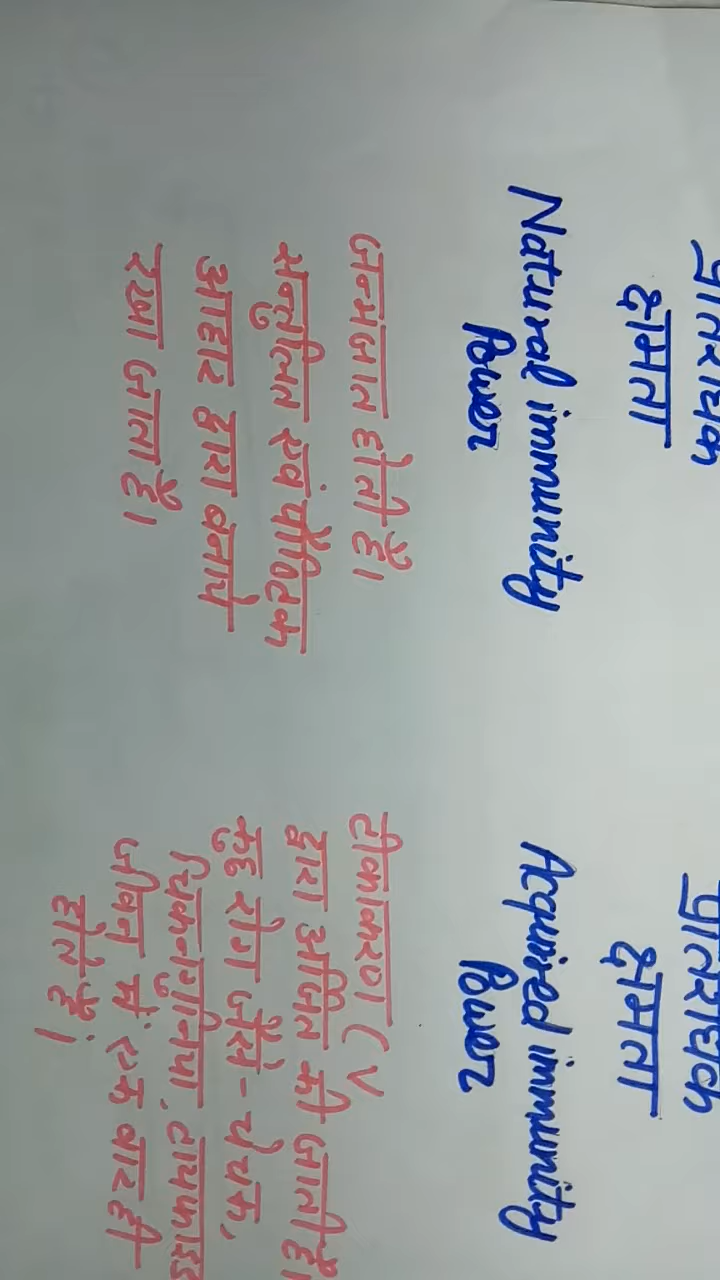 प्रतिरोधक
क्षमता
Natural immunity
Power
जन्मजात होती है।
सन्तुलित एवं पौष्टिक
आहार द्वारा बनाये
रखा जाता है।
प्रतिरोधक
क्षमता
Acquired immunity
Power
टीकाकरण ( V
द्वारा अर्जित की जाती है।
कुछ रोग जैसे - चेचक,
चिकनगुनिया, टायफाइड
जीवन में एक बार ही
होते हैं।